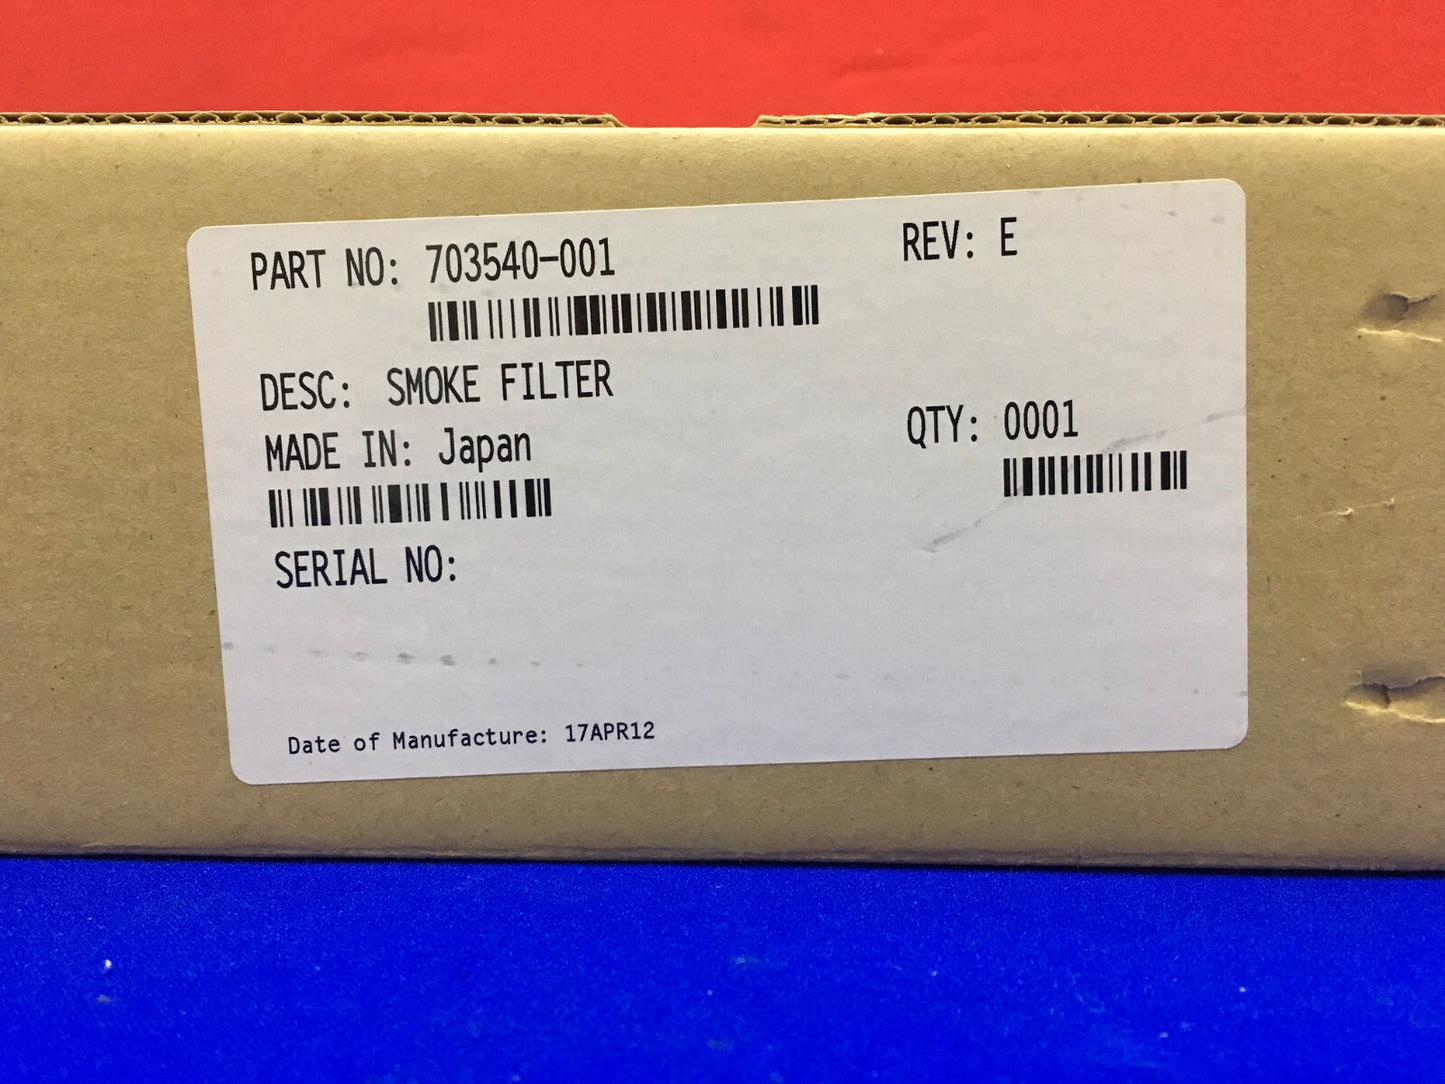 PART NO: 703540-001
REV: E
DESC: SMOKE FILTER
MADE IN: Japan
QTY: 0001
SERIAL NO:
Date of Manufacture: 17APR12